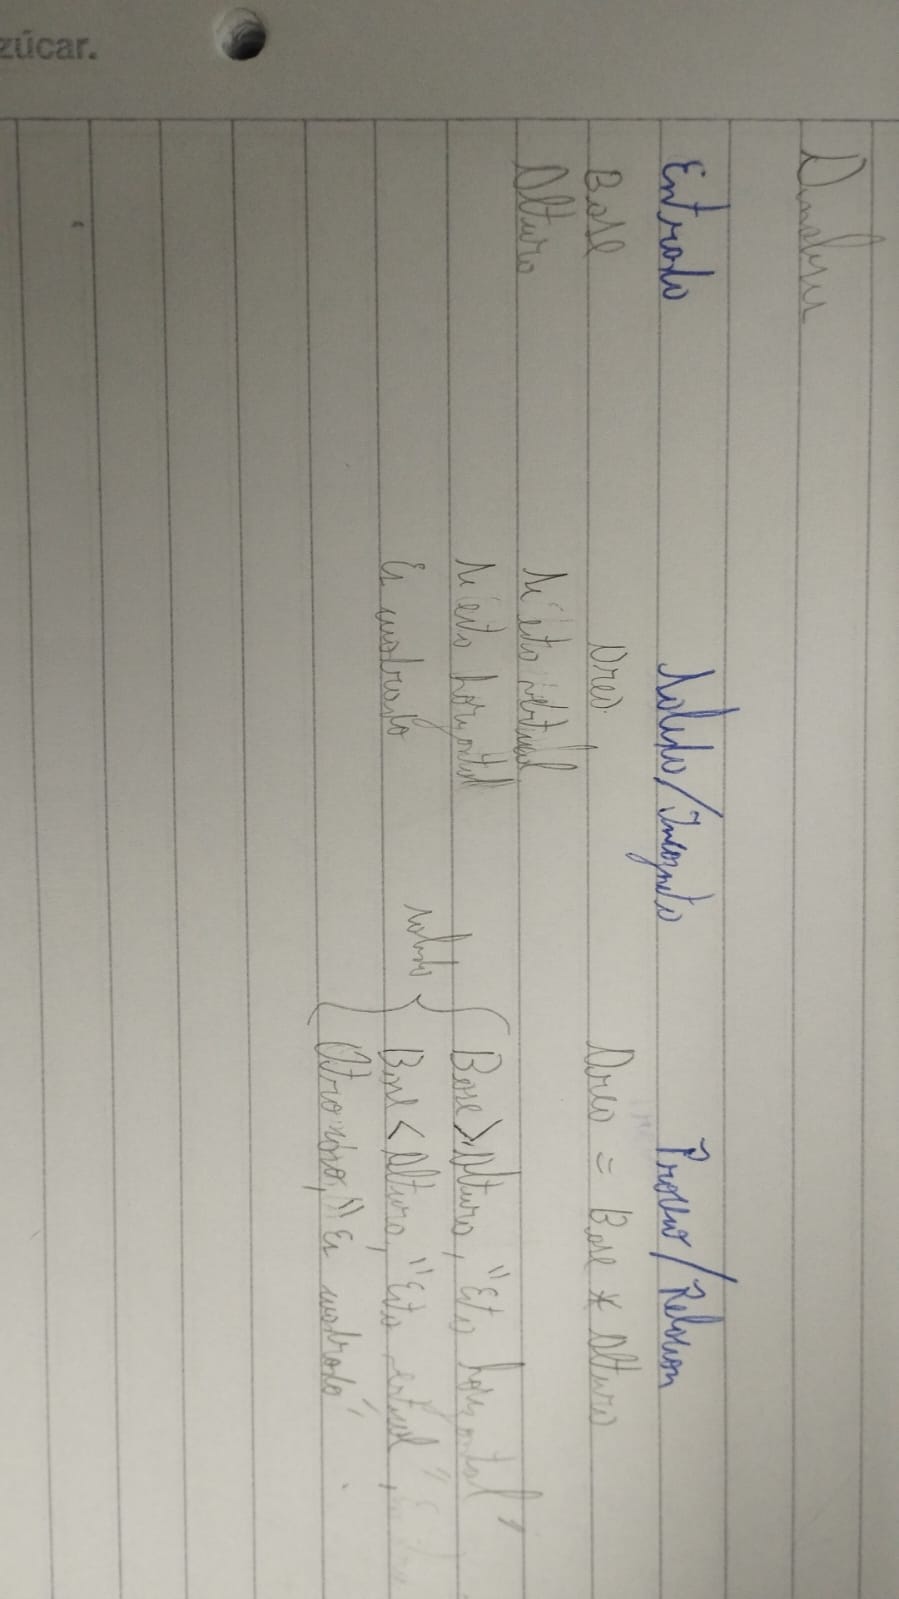 Analisis
Entrada Salida/Incognita Proceso/Relacion
Base Area Area = Base * Altura
Altura Si esta vertical
Si esta horizontal Base > Altura, "Esta horizontal"
Es cuadrado salida Base < Altura, "Esta vertical",
Otro caso, "Es cuadrado"
zúcar.